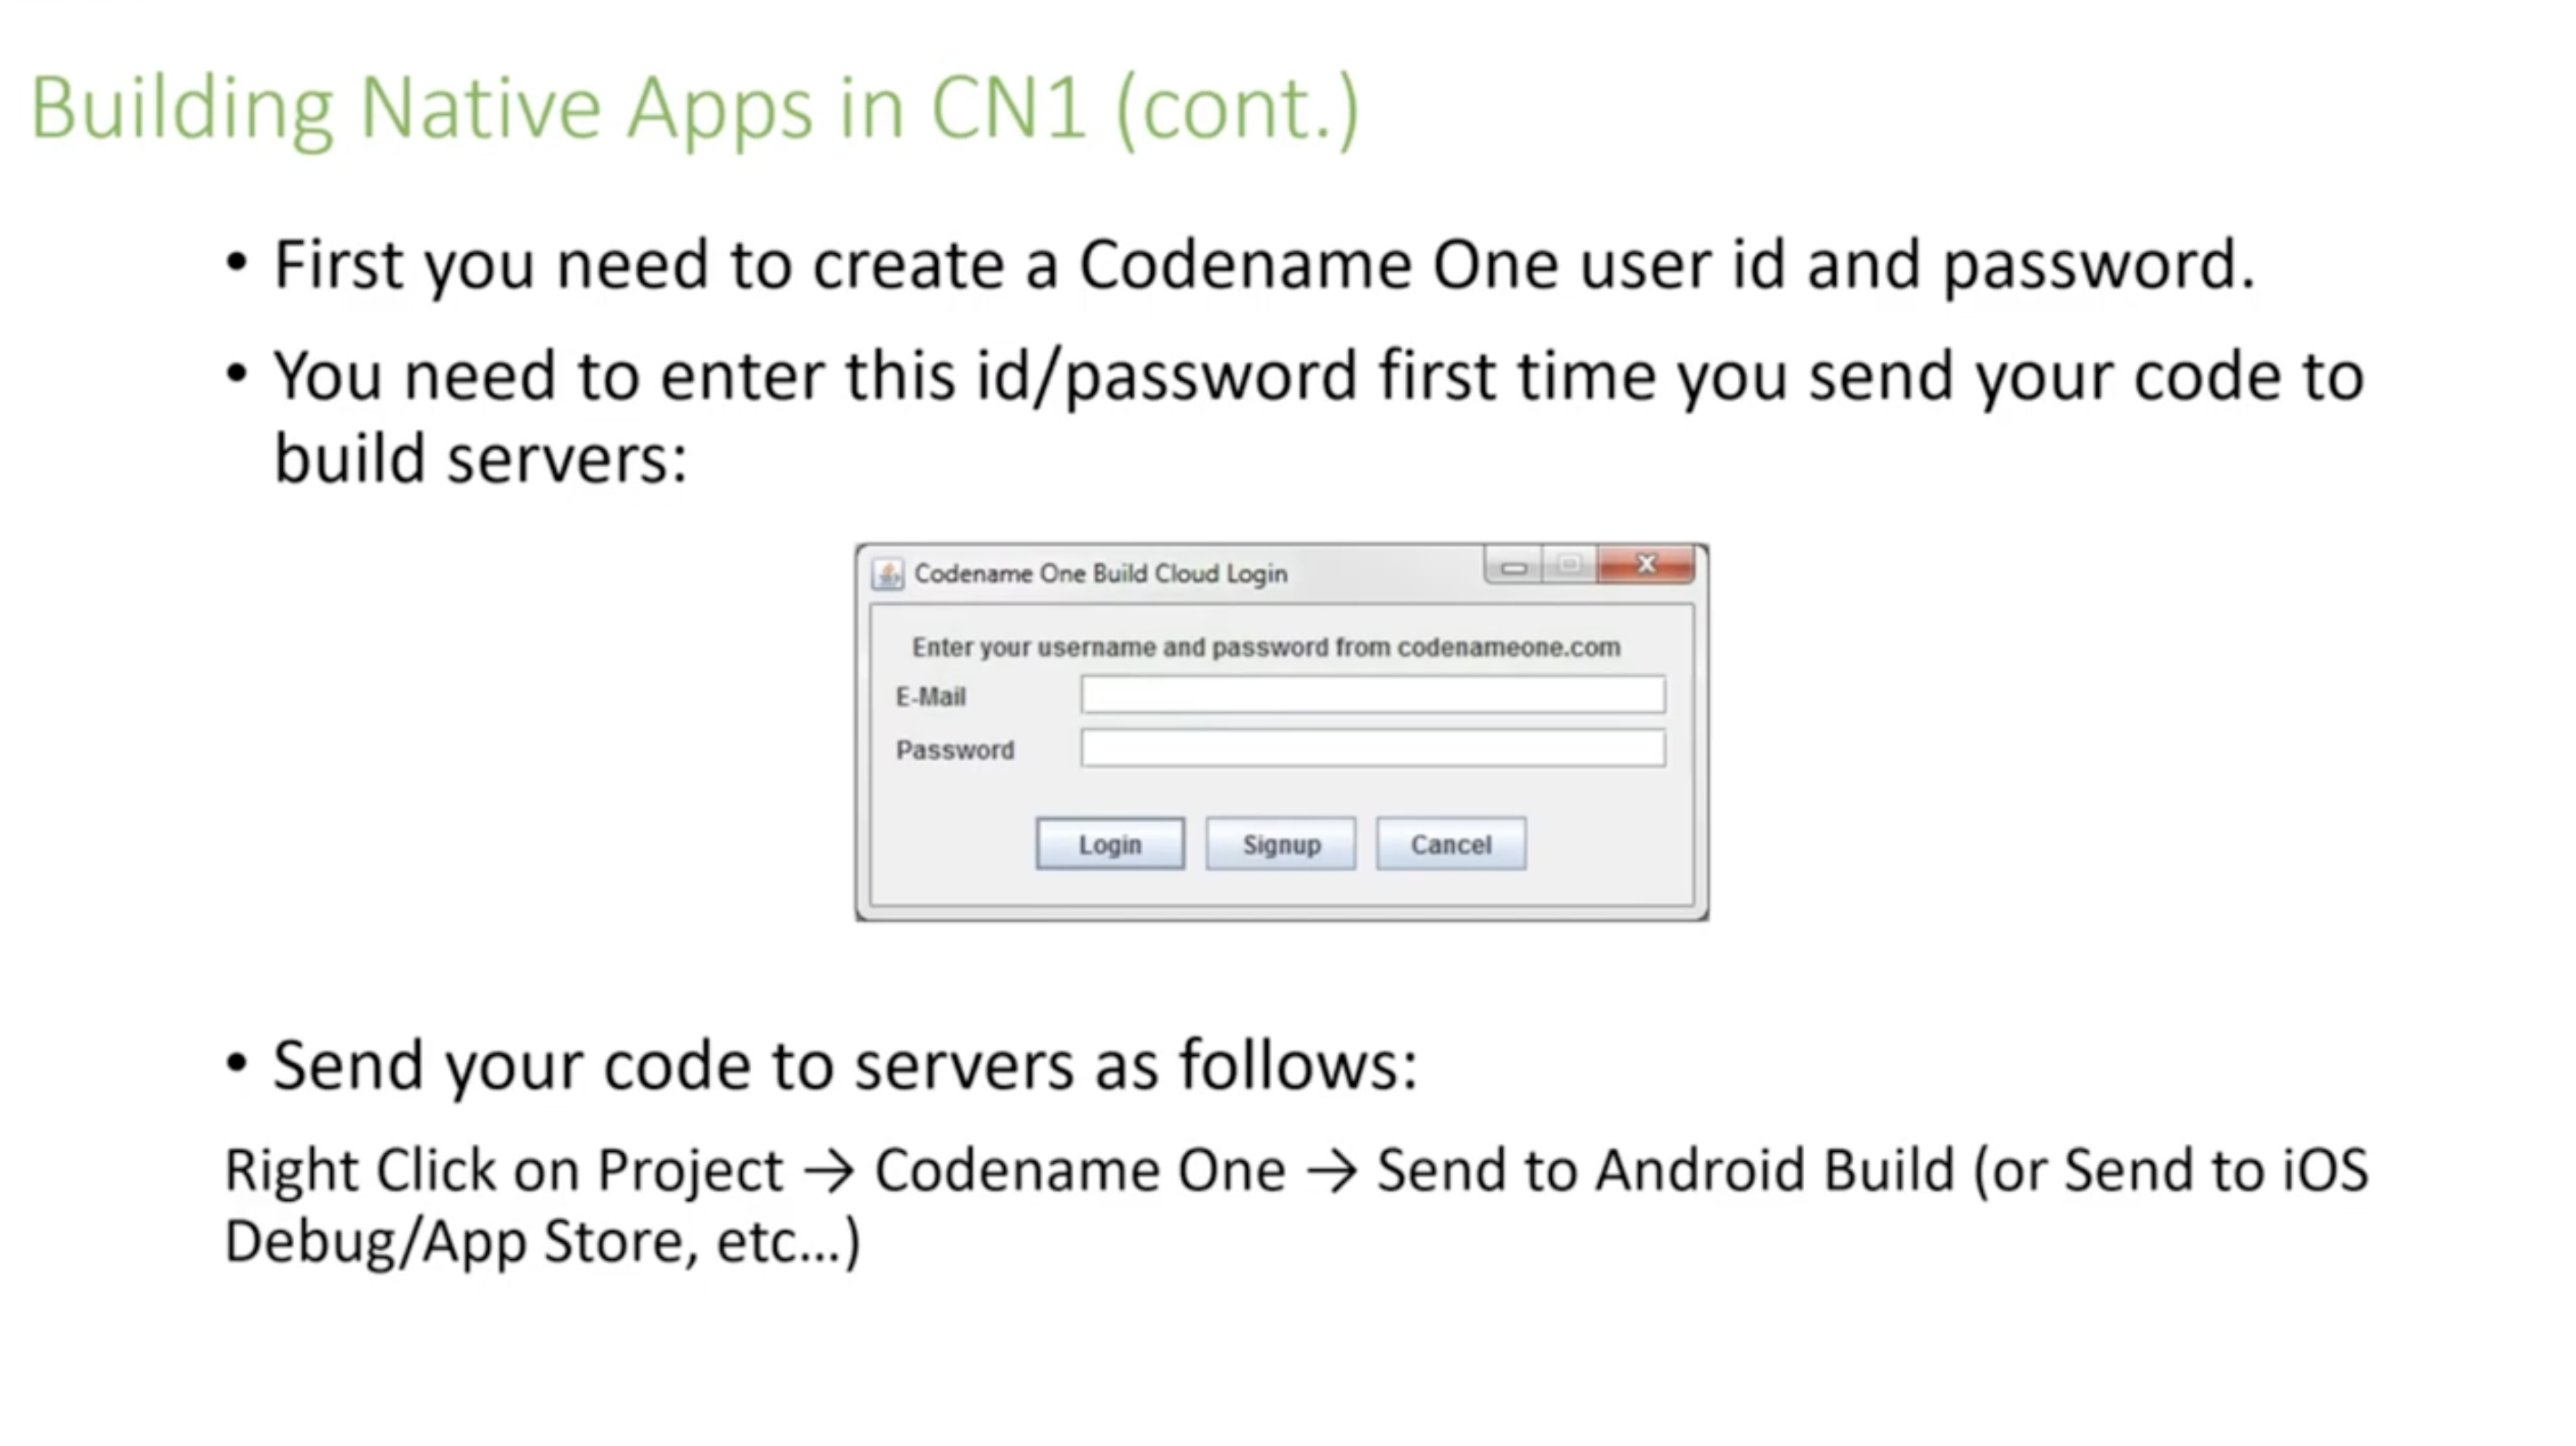 Building Native Apps in CN1 (cont.)
• First you need to create a Codename One user id and password.
• You need to enter this id/password first time you send your code to
build servers:
Codename One Build Cloud Login
Enter your username and password from codenameone.com
E-Mail
Password
Login Signup Cancel
• Send your code to servers as follows:
Right Click on Project → Codename One → Send to Android Build (or Send to iOS
Debug/App Store, etc...)